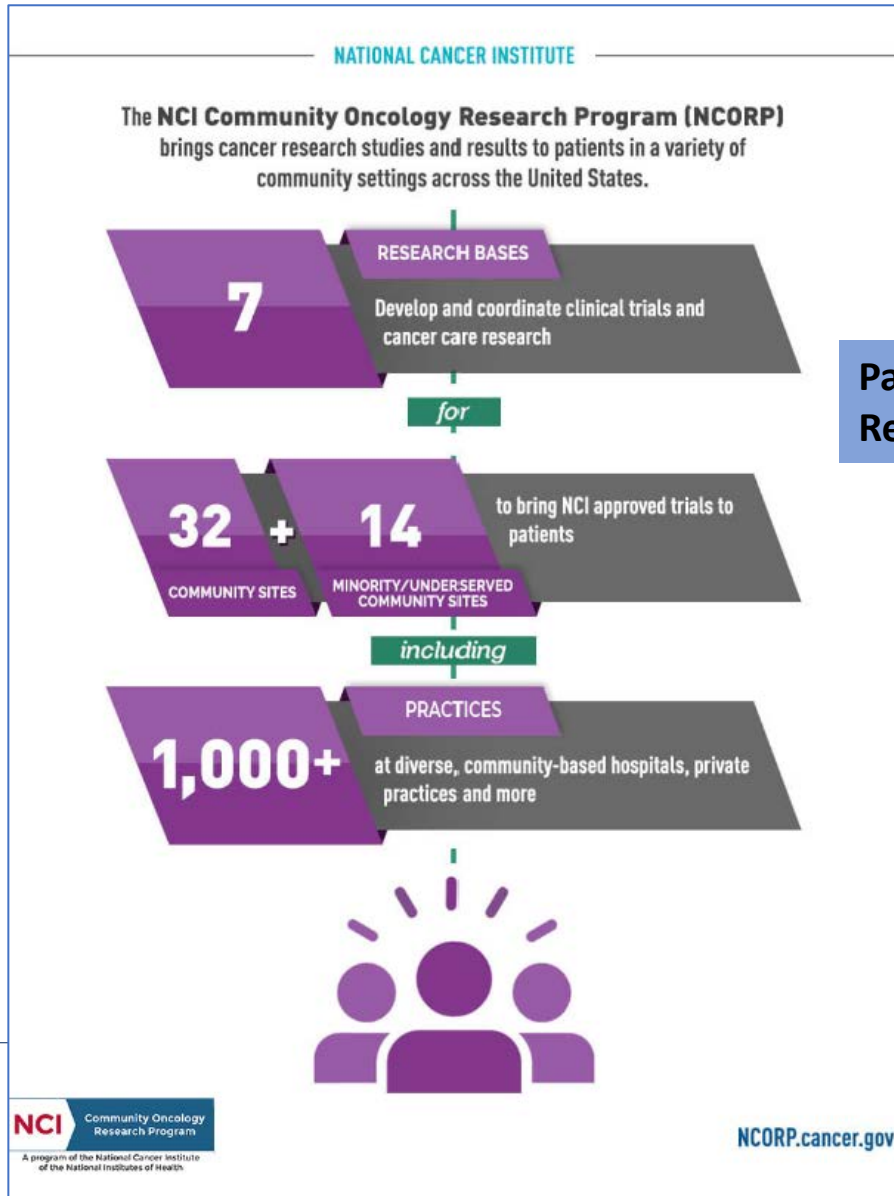 NATIONAL CANCER INSTITUTE
The NCI Community Oncology Research Program (NCORP)
brings cancer research studies and results to patients in a variety of
community settings across the United States.
7
RESEARCH BASES
Develop and coordinate clinical trials and
cancer care research
for
32
COMMUNITY SITES
+
14
MINORITY/UNDERSERVED
COMMUNITY SITES
to bring NCI approved trials to
patients
including
1,000+
PRACTICES
at diverse, community-based hospitals, private
practices and more
Pa
Re
NCI
Community Oncology
Research Program
A program of the National Cancer Institute
of the National Institutes of Health
NCORP.cancer.gov